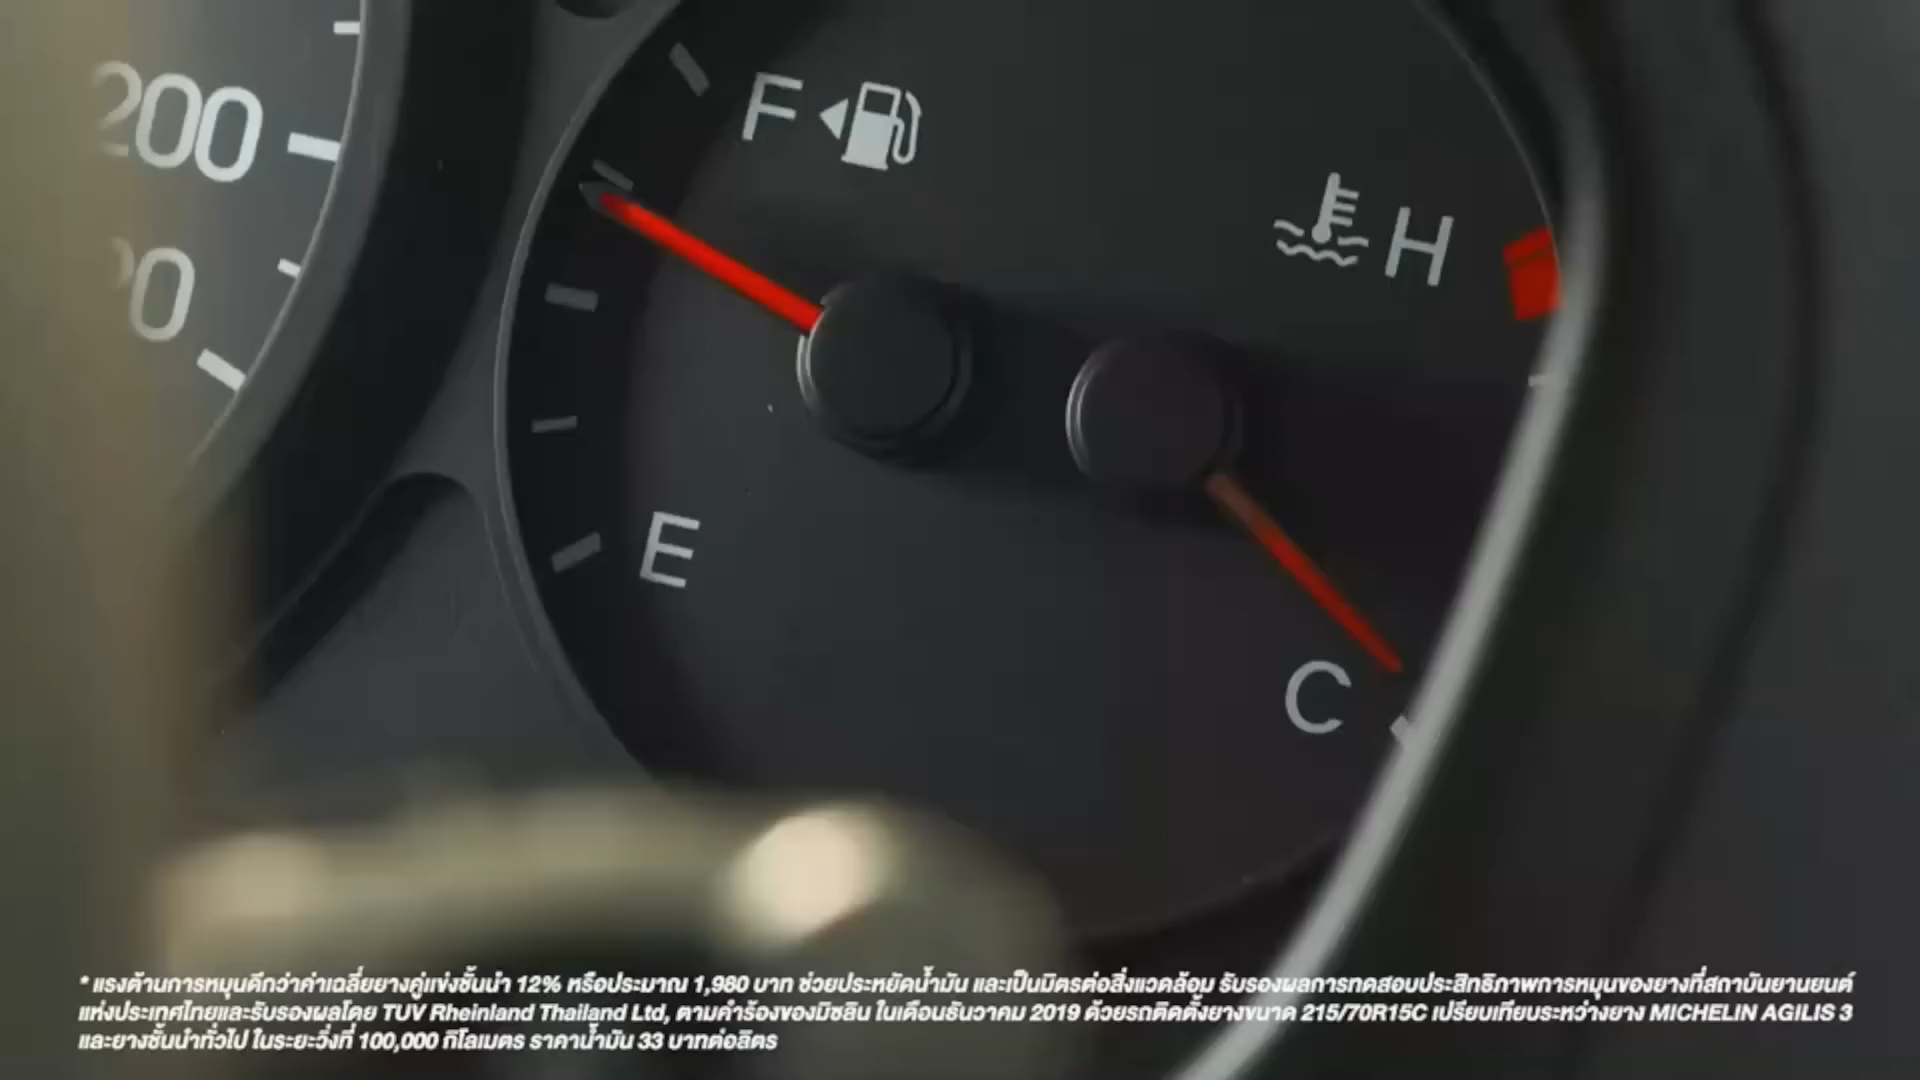 200
F
H
E
C
* แรงต้านการหมุนดีกว่าค่าเฉลี่ยยางคู่แข่งชั้นนำ 12% หรือประมาณ 1,980 บาท ช่วยประหยัดน้ำมัน และเป็นมิตรต่อสิ่งแวดล้อม รับรองผลการทดสอบประสิทธิภาพการหมุนของยางที่สถาบันยานยนต์
แห่งประเทศไทยและรับรองผลโดย TUV Rheinland Thailand Ltd, ตามคำร้องของมิชลิน ในเดือนธันวาคม 2019 ด้วยรถติดตั้งยางขนาด 215/70R15C เปรียบเทียบระหว่างยาง MICHELIN AGILIS 3
และยางชั้นนำทั่วไป ในระยะวิ่งที่ 100,000 กิโลเมตร ราคาน้ำมัน 33 บาทต่อลิตร